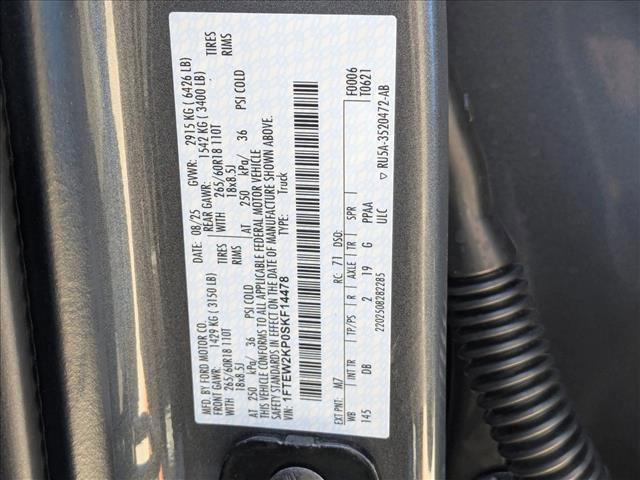 MFD. BY FORD MOTOR CO.
DATE: 08/25 GVWR: 2915 KG ( 6426 LB)
FRONT GAWR: 1429 KG ( 3150 LB) REAR GAWR: 1542 KG ( 3400 LB)
WITH 265/60R18 110T TIRES WITH 265/60R18 110T TIRES
18x8.5J RIMS 18x8.5J RIMS
AT 250 kPa/ 36 PSI COLD AT 250 kPa/ 36 PSI COLD
THIS VEHICLE CONFORMS TO ALL APPLICABLE FEDERAL MOTOR VEHICLE
SAFETY STANDARDS IN EFFECT ON THE DATE OF MANUFACTURE SHOWN ABOVE.
VIN: 1FTEW2KP0SKF14478 Truck
F0006
T0621
EXT PNT: M7 RC: 71 DSO:
WB INT TR TP/PS R AXLE TR SPR
145 DB 2 19 G PPAA
ULC
2202508282285 ▽ RU5A-3520472-AB